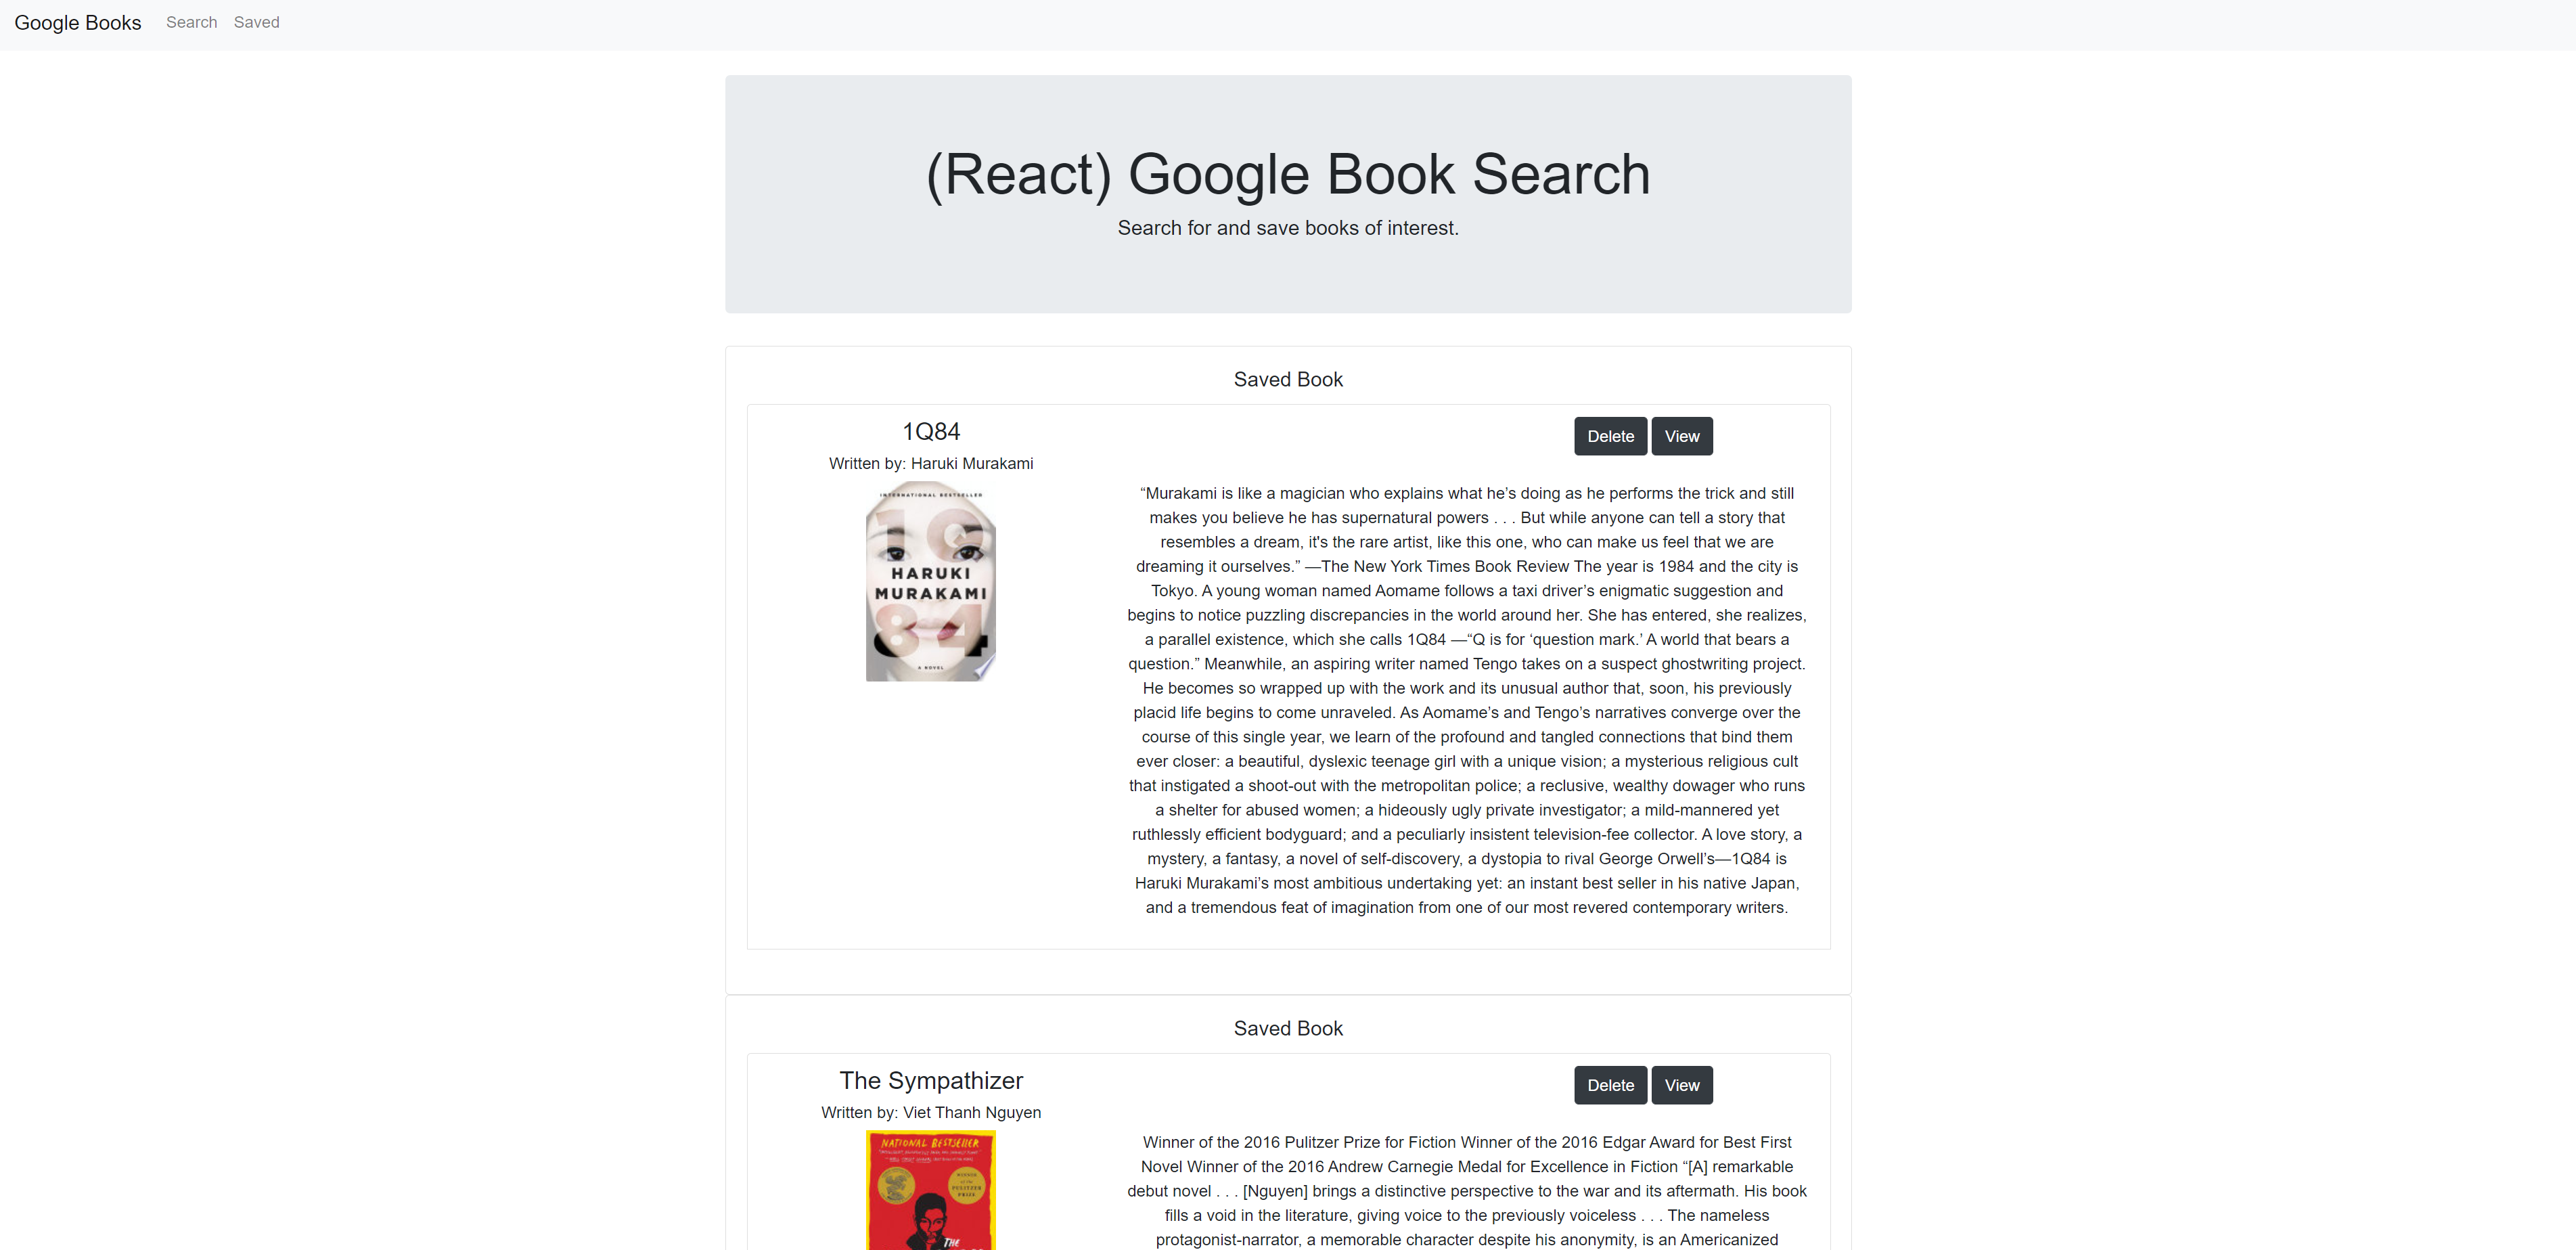 Google Books Search Saved
(React) Google Book Search
Search for and save books of interest.
Saved Book
1Q84
Written by: Haruki Murakami
INTERNATIONAL BESTSELLER
1Q
HARUKI
MURAKAMI
84
A NOVEL
Delete View
“Murakami is like a magician who explains what he’s doing as he performs the trick and still
makes you believe he has supernatural powers . . . But while anyone can tell a story that
resembles a dream, it's the rare artist, like this one, who can make us feel that we are
dreaming it ourselves.” —The New York Times Book Review The year is 1984 and the city is
Tokyo. A young woman named Aomame follows a taxi driver’s enigmatic suggestion and
begins to notice puzzling discrepancies in the world around her. She has entered, she realizes,
a parallel existence, which she calls 1Q84 —“Q is for ‘question mark.’ A world that bears a
question.” Meanwhile, an aspiring writer named Tengo takes on a suspect ghostwriting project.
He becomes so wrapped up with the work and its unusual author that, soon, his previously
placid life begins to come unraveled. As Aomame’s and Tengo’s narratives converge over the
course of this single year, we learn of the profound and tangled connections that bind them
ever closer: a beautiful, dyslexic teenage girl with a unique vision; a mysterious religious cult
that instigated a shoot-out with the metropolitan police; a reclusive, wealthy dowager who runs
a shelter for abused women; a hideously ugly private investigator; a mild-mannered yet
ruthlessly efficient bodyguard; and a peculiarly insistent television-fee collector. A love story, a
mystery, a fantasy, a novel of self-discovery, a dystopia to rival George Orwell’s—1Q84 is
Haruki Murakami’s most ambitious undertaking yet: an instant best seller in his native Japan,
and a tremendous feat of imagination from one of our most revered contemporary writers.
Saved Book
The Sympathizer
Written by: Viet Thanh Nguyen
NATIONAL BESTSELLER
WINNER
of the
PULITZER
PRIZE
THE
Delete View
Winner of the 2016 Pulitzer Prize for Fiction Winner of the 2016 Edgar Award for Best First
Novel Winner of the 2016 Andrew Carnegie Medal for Excellence in Fiction “[A] remarkable
debut novel . . . [Nguyen] brings a distinctive perspective to the war and its aftermath. His book
fills a void in the literature, giving voice to the previously voiceless . . . The nameless
protagonist-narrator, a memorable character despite his anonymity, is an Americanized